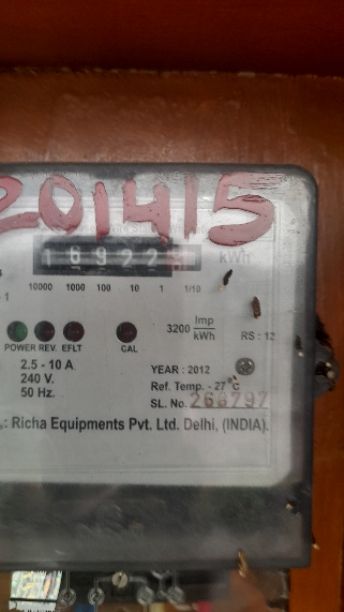 201415
16922
kWh
10000 1000 100 10 1 1/10
POWER REV. EFLT CAL
3200 Imp/kWh
RS : 12
2.5 - 10 A
240 V.
50 Hz.
YEAR : 2012
Ref. Temp. - 27°C
SL. No. 266797
.: Richa Equipments Pvt. Ltd. Delhi, (INDIA).